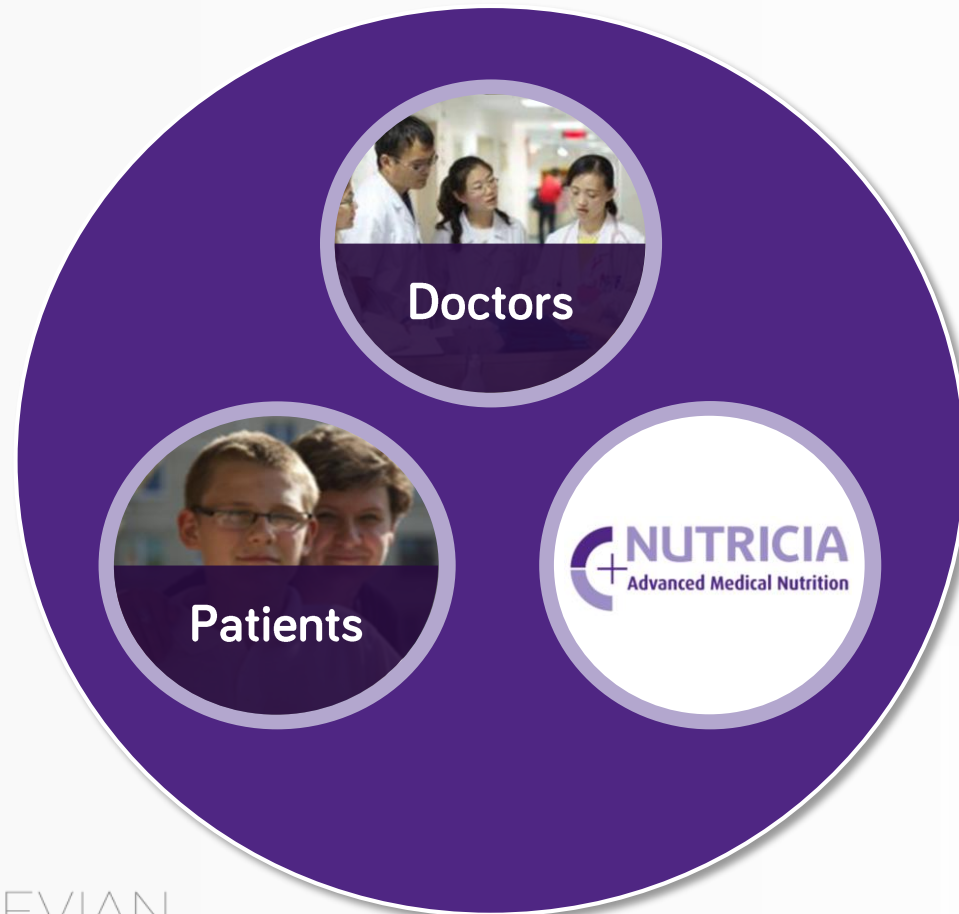 Doctors
Patients
NUTRICIA
Advanced Medical Nutrition
EVIAN